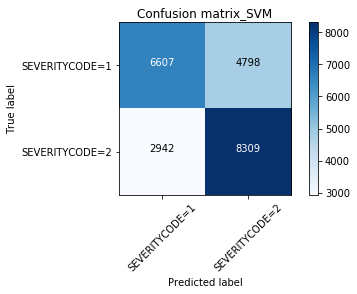 Confusion matrix_SVM
True label
SEVERITYCODE=1
6607
4798
SEVERITYCODE=2
2942
8309
SEVERITYCODE=1
SEVERITYCODE=2
Predicted label
8000
7000
6000
5000
4000
3000